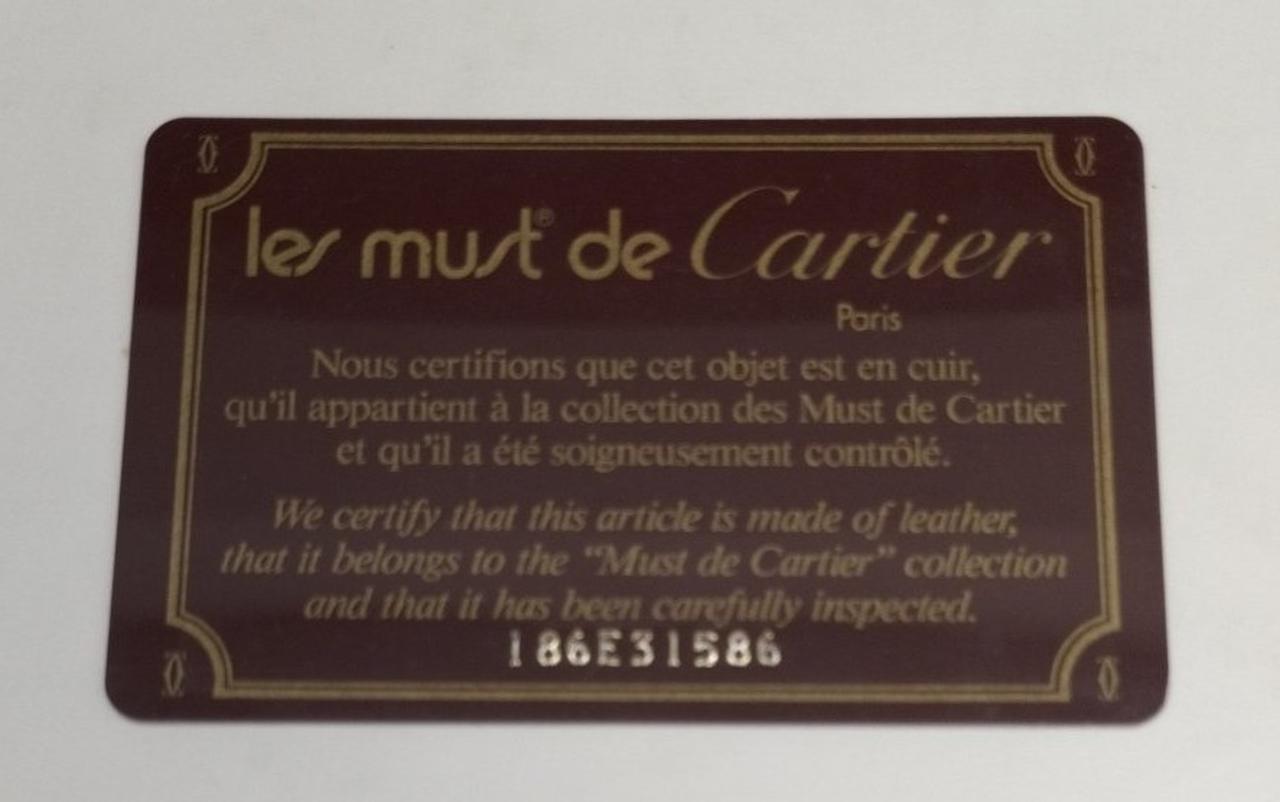 les must® de Cartier
Paris
Nous certifions que cet objet est en cuir,
qu'il appartient à la collection des Must de Cartier
et qu'il a été soigneusement contrôlé.
We certify that this article is made of leather,
that it belongs to the “Must de Cartier” collection
and that it has been carefully inspected.
186E31586